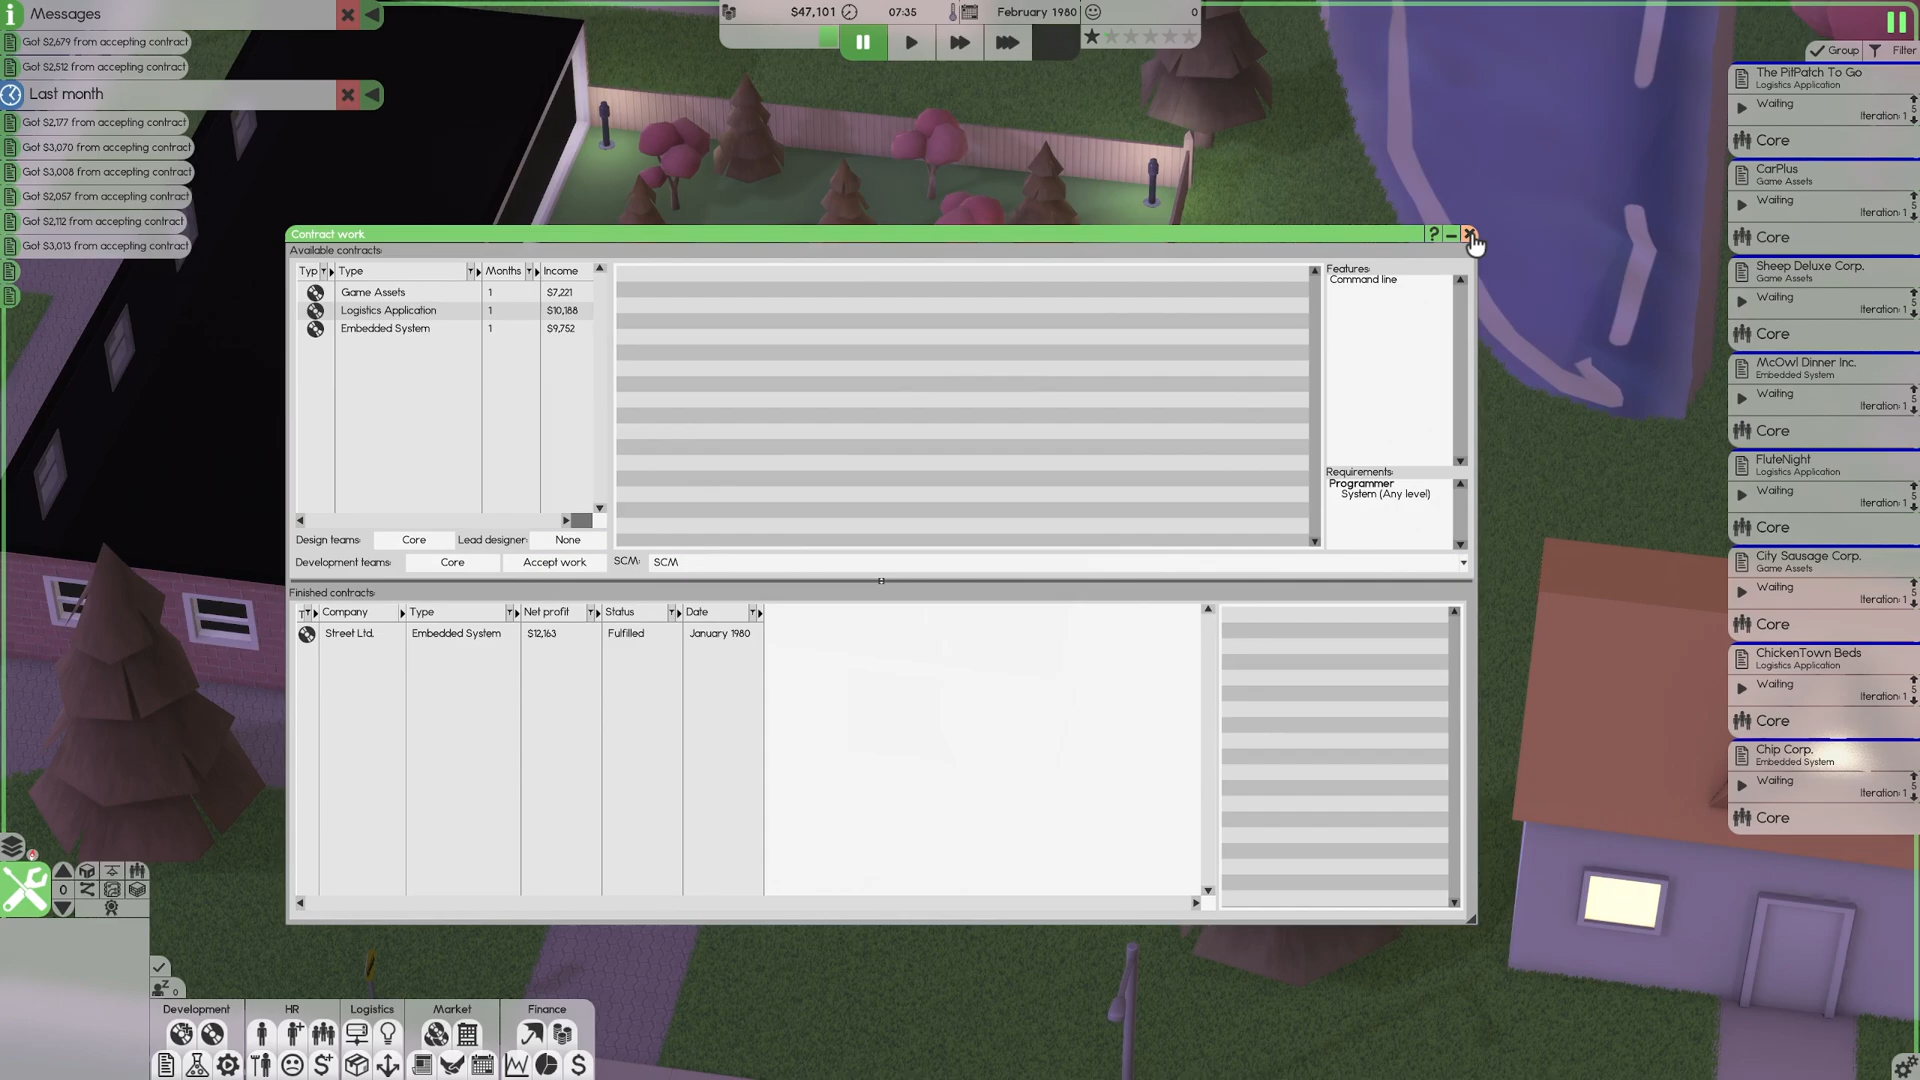 Messages
Got $2,679 from accepting contract
Got $2,512 from accepting contract
Last month
Got $2,177 from accepting contract
Got $3,070 from accepting contract
Got $3,008 from accepting contract
Got $2,057 from accepting contract
Got $2,112 from accepting contract
Got $3,013 from accepting contract
$47,101
07:35
February 1980
0
Group
Filter
Contract work
?
Available contracts:
Typ Type Months Income
Game Assets 1 $7,221
Logistics Application 1 $10,188
Embedded System 1 $9,752
Design teams: Core Lead designer: None
Development teams: Core Accept work
SCM: SCM
Features:
Command line
Requirements:
Programmer
System (Any level)
Finished contracts:
T Company Type Net profit Status Date
Street Ltd. Embedded System $12,163 Fulfilled January 1980
The PitPatch To Go
Logistics Application
Waiting
Iteration: 1
5
Core
CarPlus
Game Assets
Waiting
Iteration: 1
5
Core
Sheep Deluxe Corp.
Game Assets
Waiting
Iteration: 1
5
Core
McOwl Dinner Inc.
Embedded System
Waiting
Iteration: 1
5
Core
FluteNight
Logistics Application
Waiting
Iteration: 1
5
Core
City Sausage Corp.
Game Assets
Waiting
Iteration: 1
5
Core
ChickenTown Beds
Logistics Application
Waiting
Iteration: 1
5
Core
Chip Corp.
Embedded System
Waiting
Iteration: 1
5
Core
0
Z 0
Development
HR
Logistics
Market
Finance